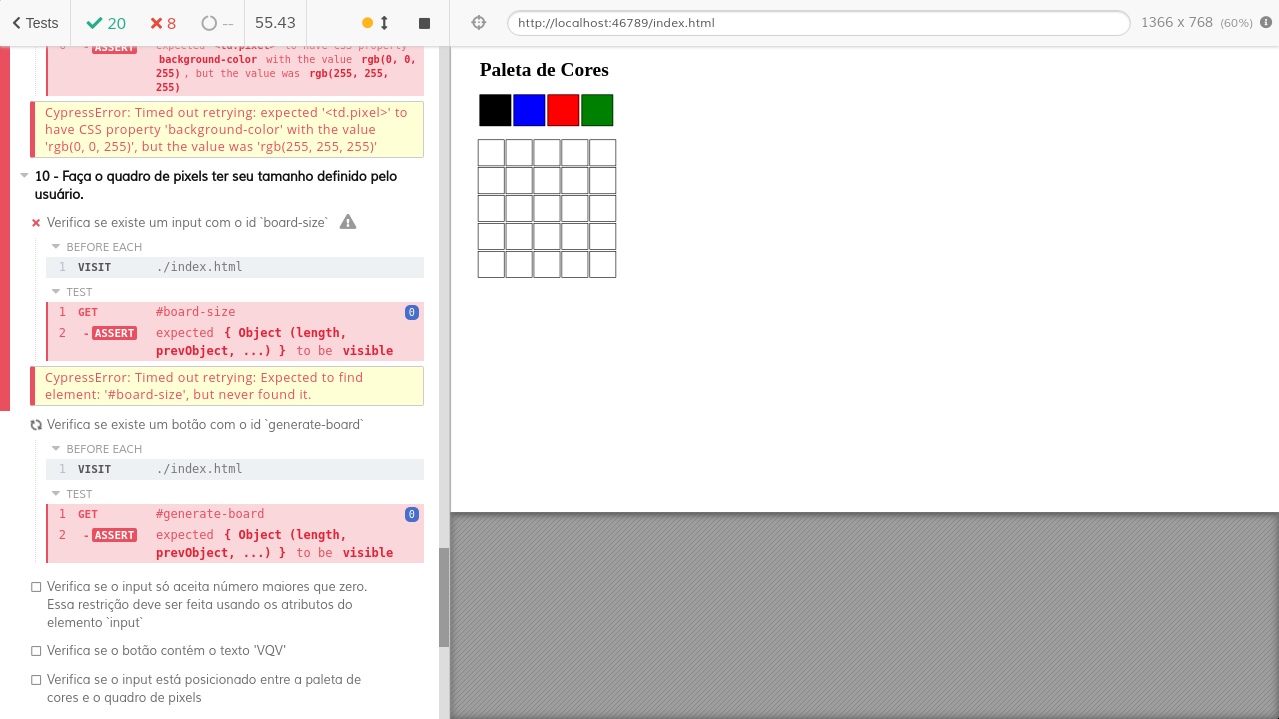 Tests
20
8
--
55.43
http://localhost:46789/index.html
1366 x 768 (60%)
- ASSERT expected <td.pixel> to have CSS property
background-color with the value rgb(0, 0,
255) , but the value was rgb(255, 255,
255)
CypressError: Timed out retrying: expected '<td.pixel>' to
have CSS property 'background-color' with the value
'rgb(0, 0, 255)', but the value was 'rgb(255, 255, 255)'
10 - Faça o quadro de pixels ter seu tamanho definido pelo
usuário.
Verifica se existe um input com o id `board-size`
BEFORE EACH
1 VISIT ./index.html
TEST
1 GET #board-size 0
2 - ASSERT expected { Object (length,
prevObject, ...) } to be visible
CypressError: Timed out retrying: Expected to find
element: '#board-size', but never found it.
Verifica se existe um botão com o id `generate-board`
BEFORE EACH
1 VISIT ./index.html
TEST
1 GET #generate-board 0
2 - ASSERT expected { Object (length,
prevObject, ...) } to be visible
Verifica se o input só aceita número maiores que zero.
Essa restrição deve ser feita usando os atributos do
elemento `input`
Verifica se o botão contém o texto 'VQV'
Verifica se o input está posicionado entre a paleta de
cores e o quadro de pixels
Paleta de Cores